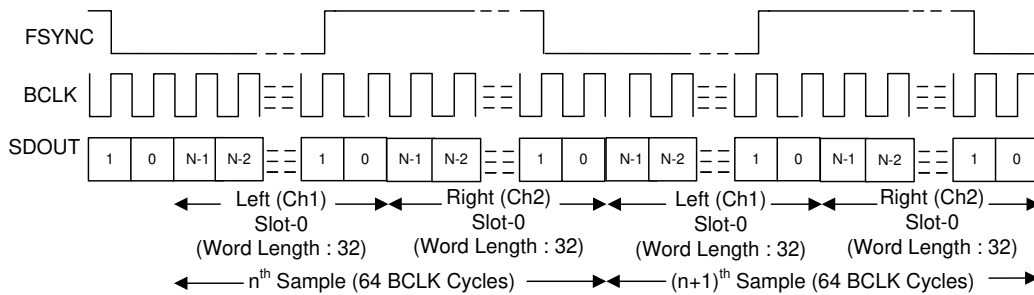 FSYNC
BCLK
SDOUT
1 0 N-1 N-2 1 0 N-1 N-2 1 0 N-1 N-2 1 0 N-1 N-2 1 0
Left (Ch1) Right (Ch2) Left (Ch1) Right (Ch2)
Slot-0 Slot-0 Slot-0 Slot-0
(Word Length : 32) (Word Length : 32) (Word Length : 32) (Word Length : 32)
nth Sample (64 BCLK Cycles) (n+1)th Sample (64 BCLK Cycles)